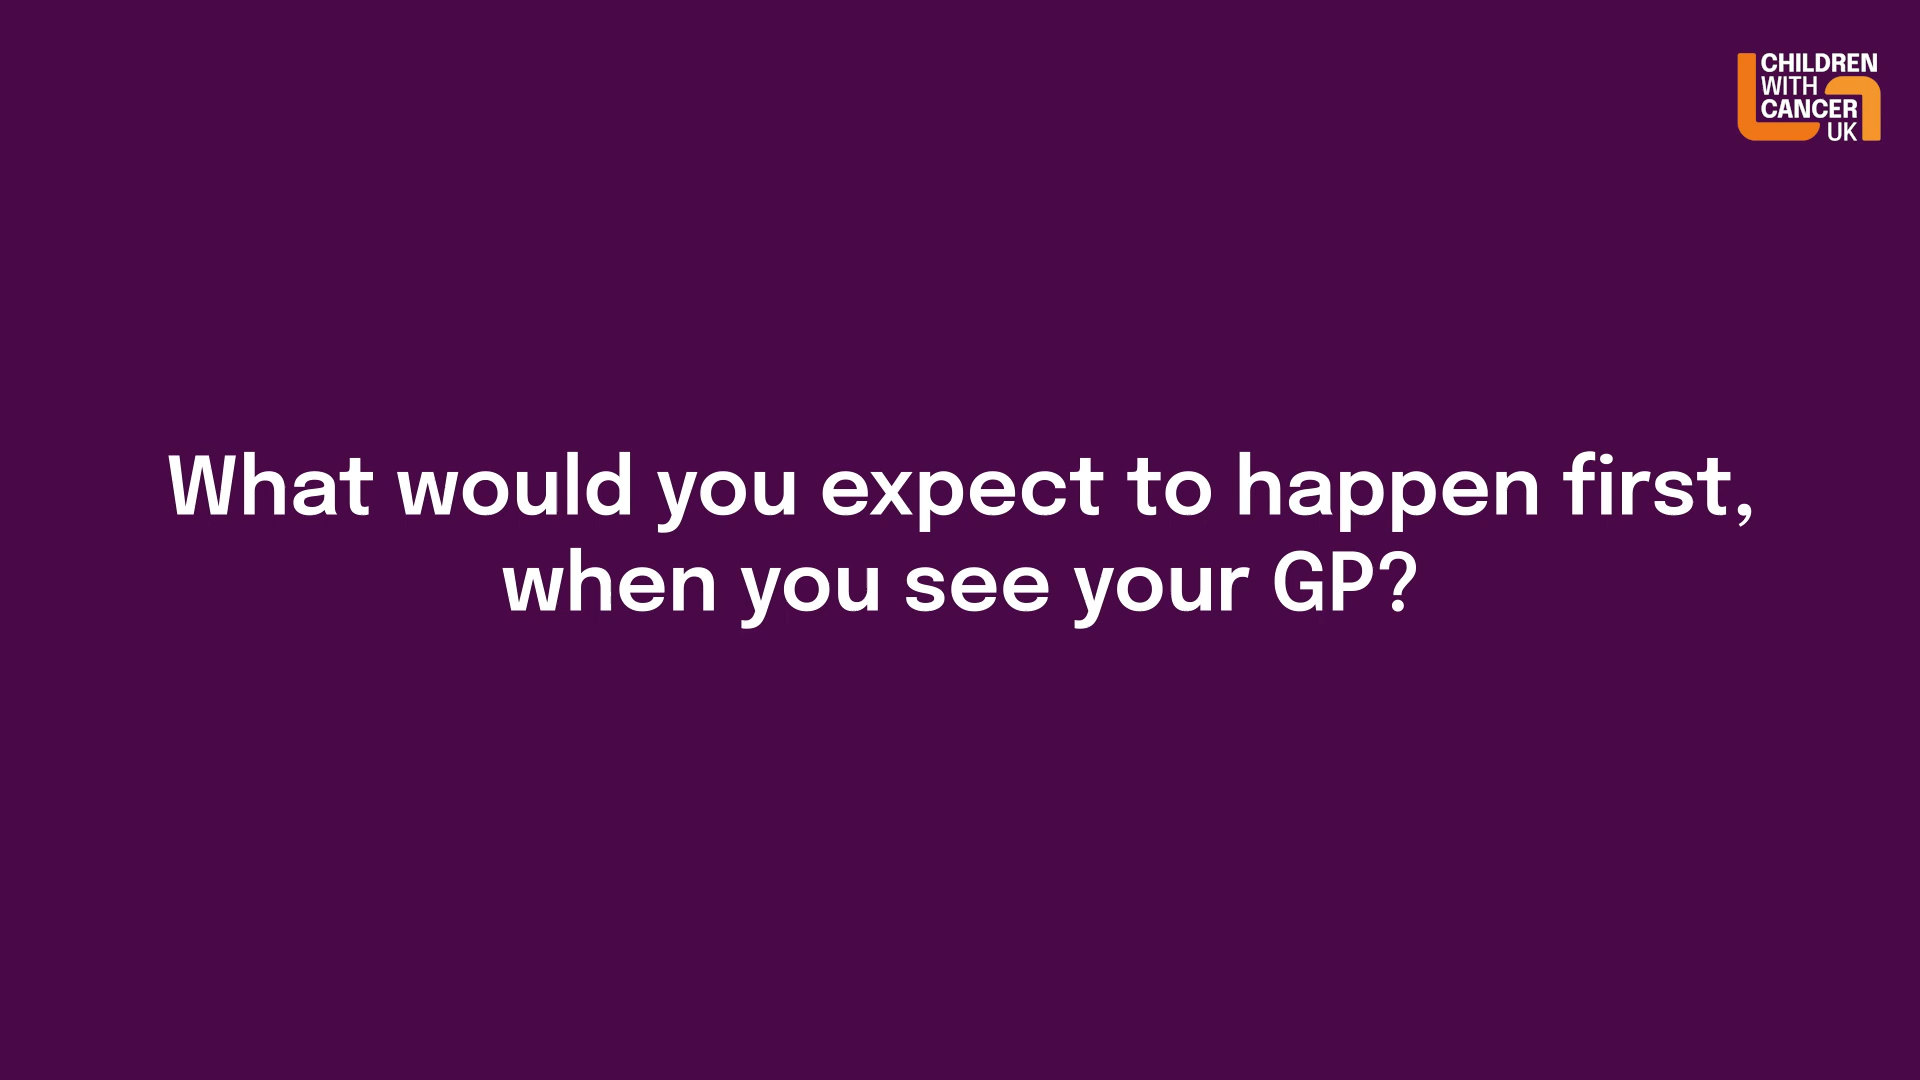 CHILDREN
WITH
CANCER
UK
What would you expect to happen first,
when you see your GP?